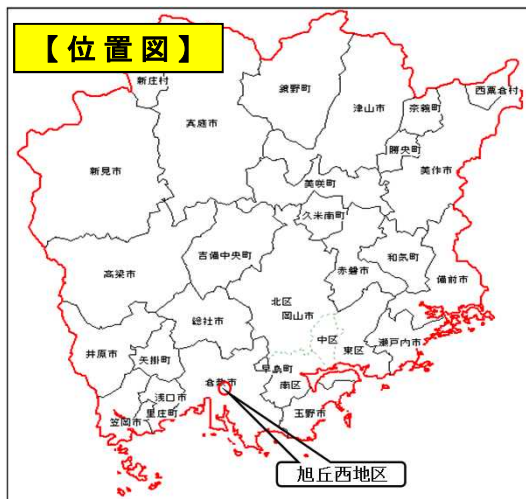 【位置図】
新庄村
鏡野町
津山市
奈義町
西粟倉村
真庭市
勝央町
新見市
美作市
美咲町
久米南町
吉備中央町
和気町
高梁市
赤磐市
備前市
北区
岡山市
総社市
中区
瀬戸内市
東区
井原市
矢掛町
早島町
倉敷市
南区
浅口市
里庄町
笠岡市
玉野市
旭丘西地区